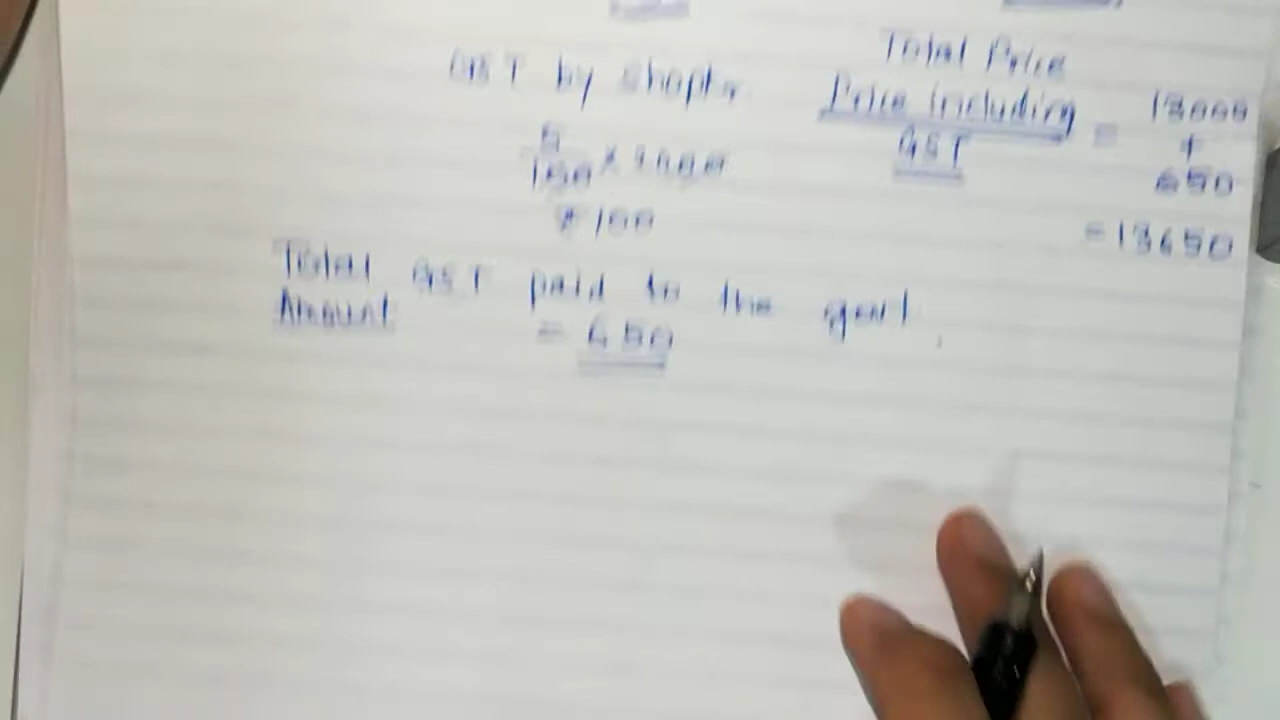 GST by shopkr
5/100 × 2000
₹ 100
Total GST paid to the govt.
Amount
= 650
Total Price
Price including = 13000
GST
+
650
= 13650